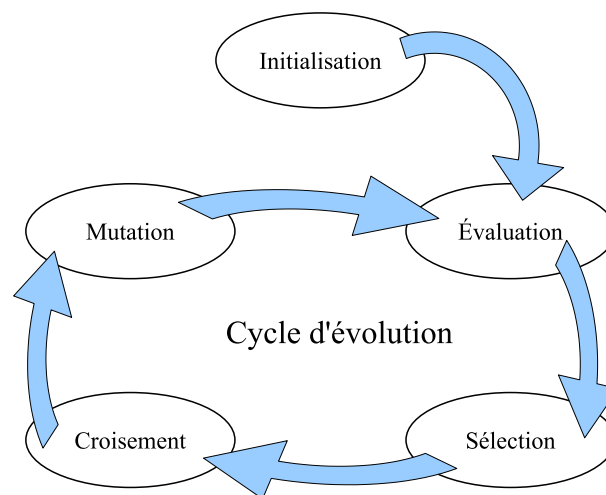 Initialisation
Mutation
Évaluation
Cycle d'évolution
Croisement
Sélection